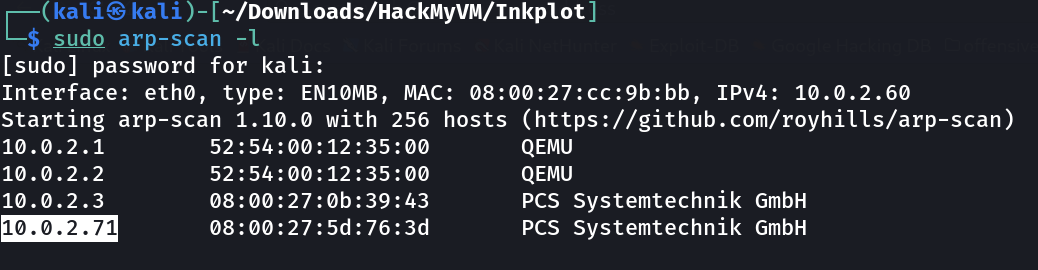 ┌──(kali㉿kali)-[~/Downloads/HackMyVM/Inkplot]
└─$ sudo arp-scan -l
[sudo] password for kali:
Interface: eth0, type: EN10MB, MAC: 08:00:27:cc:9b:bb, IPv4: 10.0.2.60
Starting arp-scan 1.10.0 with 256 hosts (https://github.com/royhills/arp-scan)
10.0.2.1 52:54:00:12:35:00 QEMU
10.0.2.2 52:54:00:12:35:00 QEMU
10.0.2.3 08:00:27:0b:39:43 PCS Systemtechnik GmbH
10.0.2.71 08:00:27:5d:76:3d PCS Systemtechnik GmbH